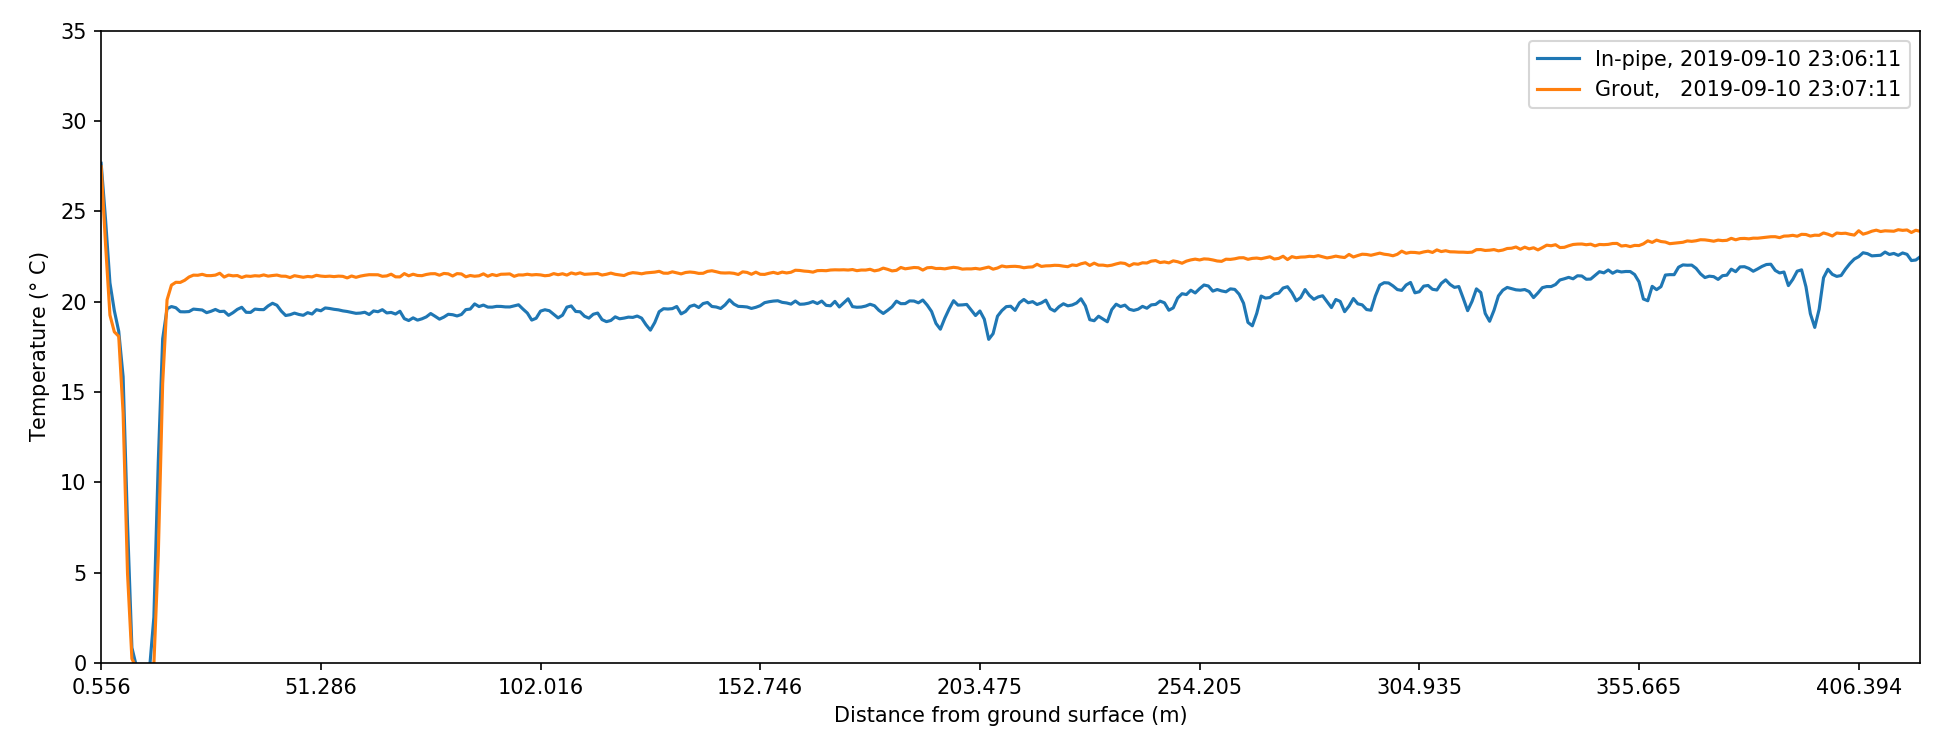 35
30
25
20
15
10
5
0
Temperature (° C)
In-pipe, 2019-09-10 23:06:11
Grout, 2019-09-10 23:07:11
0.556 51.286 102.016 152.746 203.475 254.205 304.935 355.665 406.394
Distance from ground surface (m)